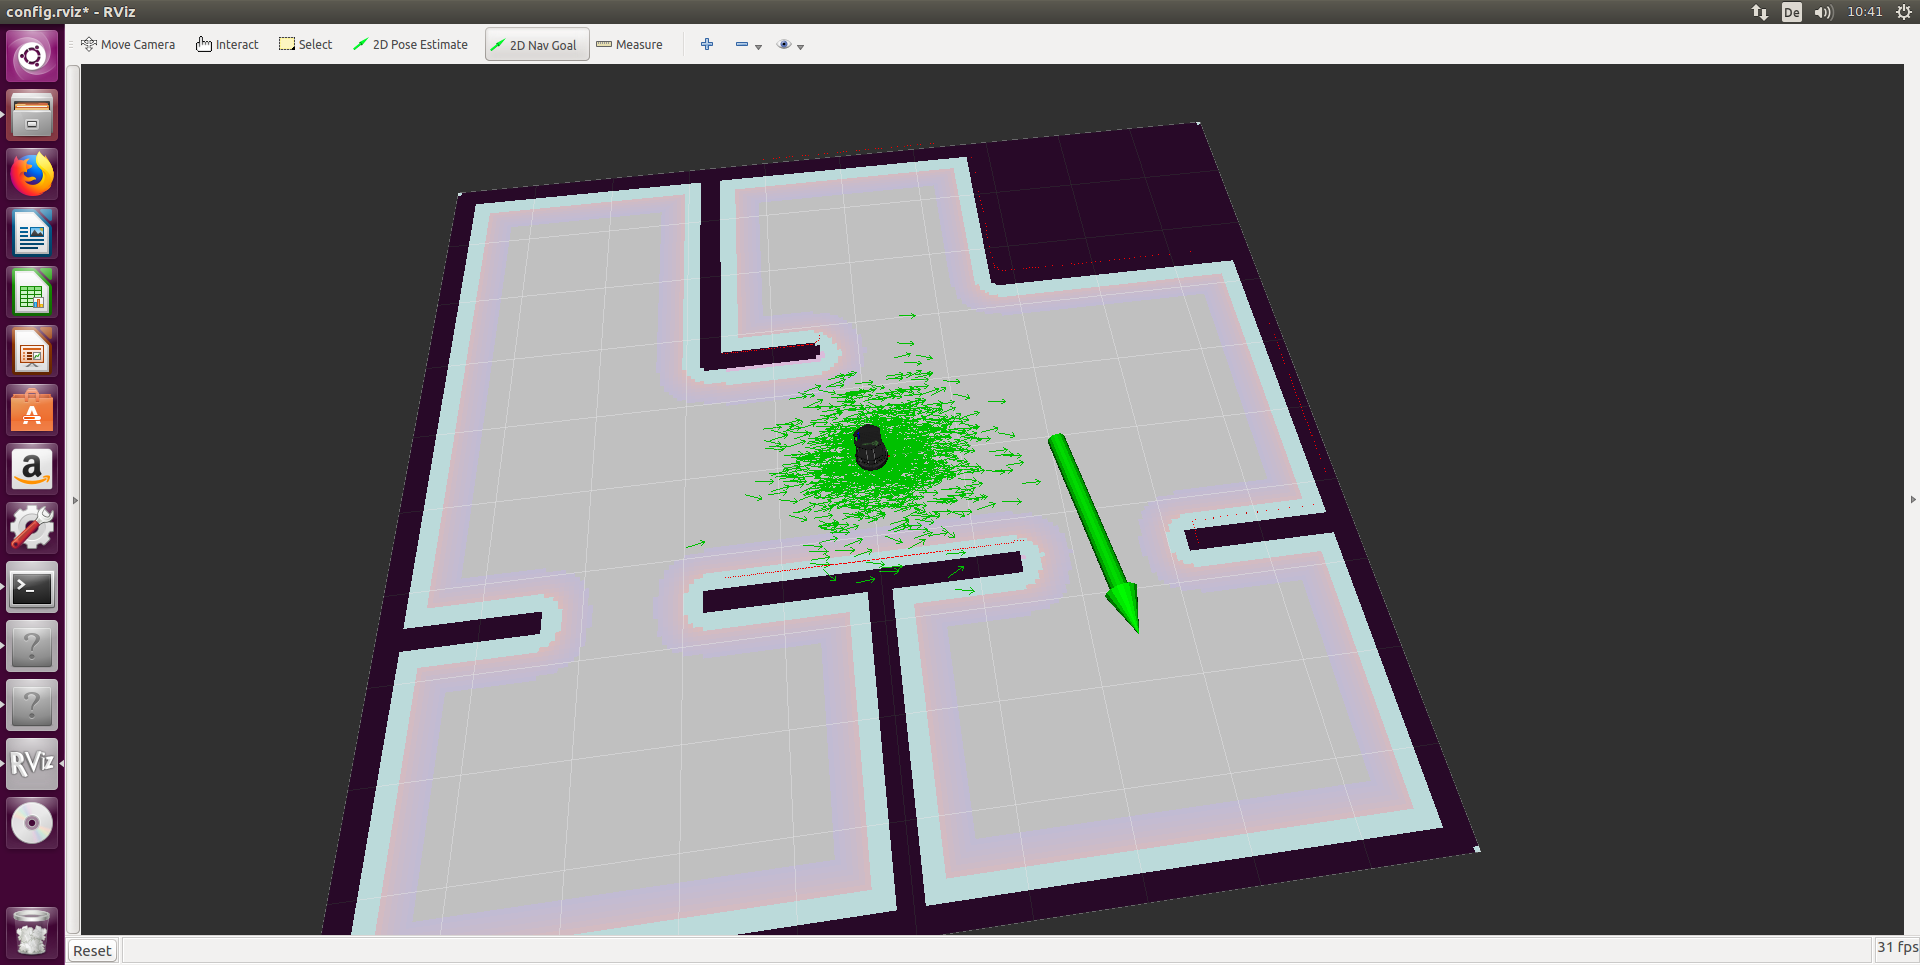 config.rviz* - RViz
De
10:41
Move Camera
Interact
Select
2D Pose Estimate
2D Nav Goal
Measure
a
>_
?
?
RViz
Reset
31 fps